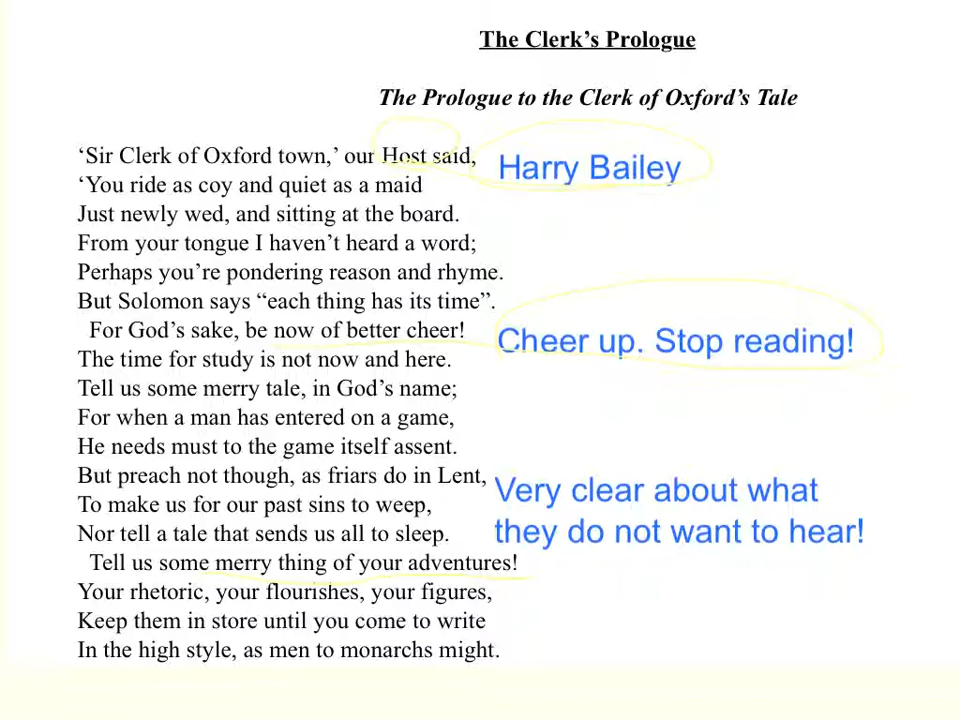 The Clerk’s Prologue
The Prologue to the Clerk of Oxford’s Tale
‘Sir Clerk of Oxford town,’ our Host said,
Harry Bailey
‘You ride as coy and quiet as a maid
Just newly wed, and sitting at the board.
From your tongue I haven’t heard a word;
Perhaps you’re pondering reason and rhyme.
But Solomon says “each thing has its time”.
For God’s sake, be now of better cheer!
Cheer up. Stop reading!
The time for study is not now and here.
Tell us some merry tale, in God’s name;
For when a man has entered on a game,
He needs must to the game itself assent.
But preach not though, as friars do in Lent,
Very clear about what
To make us for our past sins to weep,
they do not want to hear!
Nor tell a tale that sends us all to sleep.
Tell us some merry thing of your adventures!
Your rhetoric, your flourishes, your figures,
Keep them in store until you come to write
In the high style, as men to monarchs might.